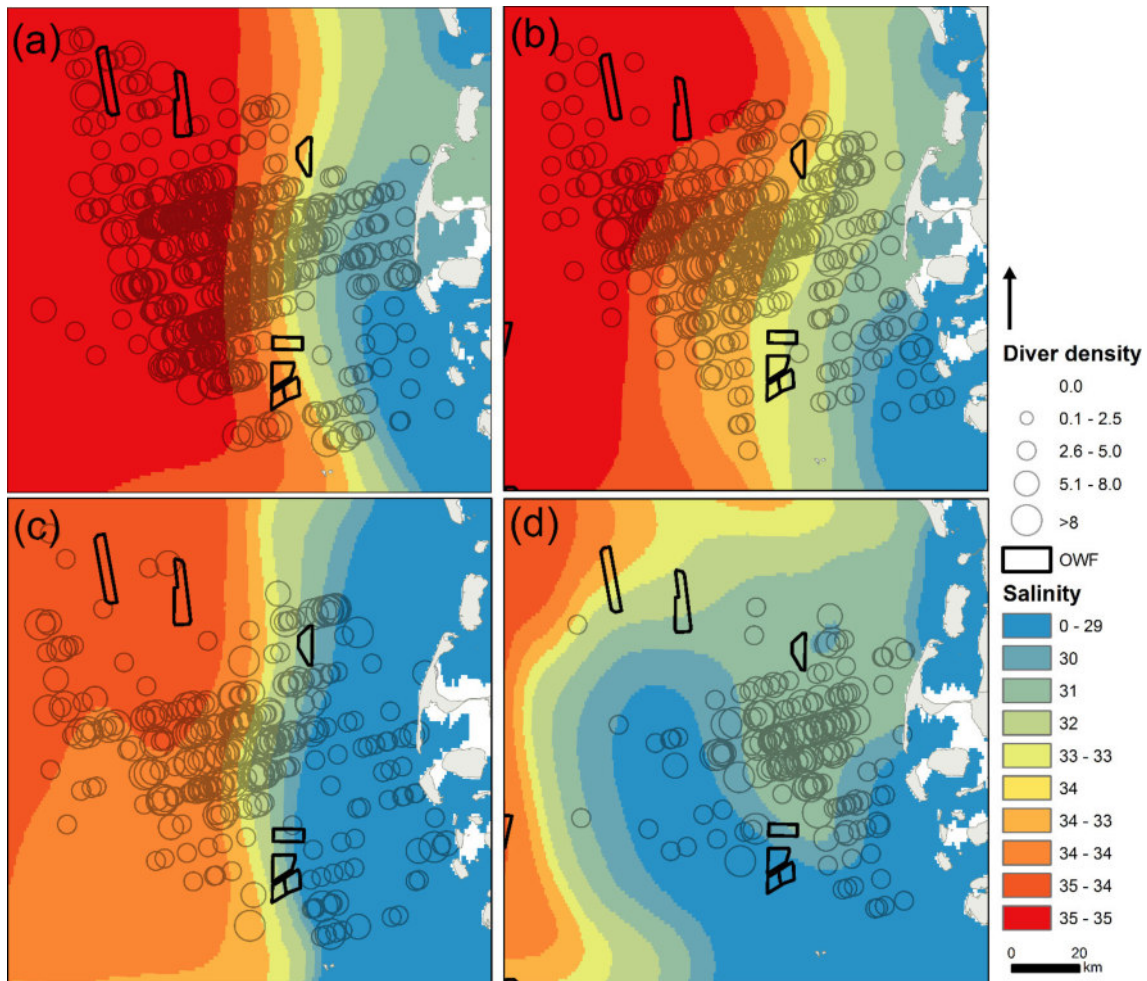 (a)
(b)
(c)
(d)
Diver density
0.0
0.1 - 2.5
2.6 - 5.0
5.1 - 8.0
>8
OWF
Salinity
0 - 29
30
31
32
33 - 33
34
34 - 33
34 - 34
35 - 34
35 - 35
0 20
km